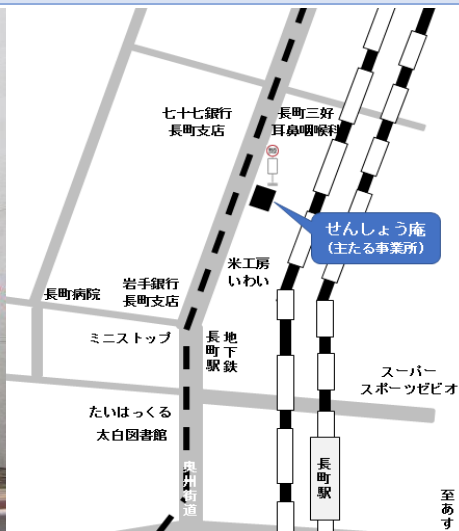 七十七銀行
長町支店
長町三好
耳鼻咽喉科
せんしょう庵
(主たる事業所)
米工房
いわい
岩手銀行
長町支店
長町病院
ミニストップ
地下鉄
長町駅
スーパー
スポーツゼビオ
たいはっくる
太白図書館
奥州街道
長町駅
至あす